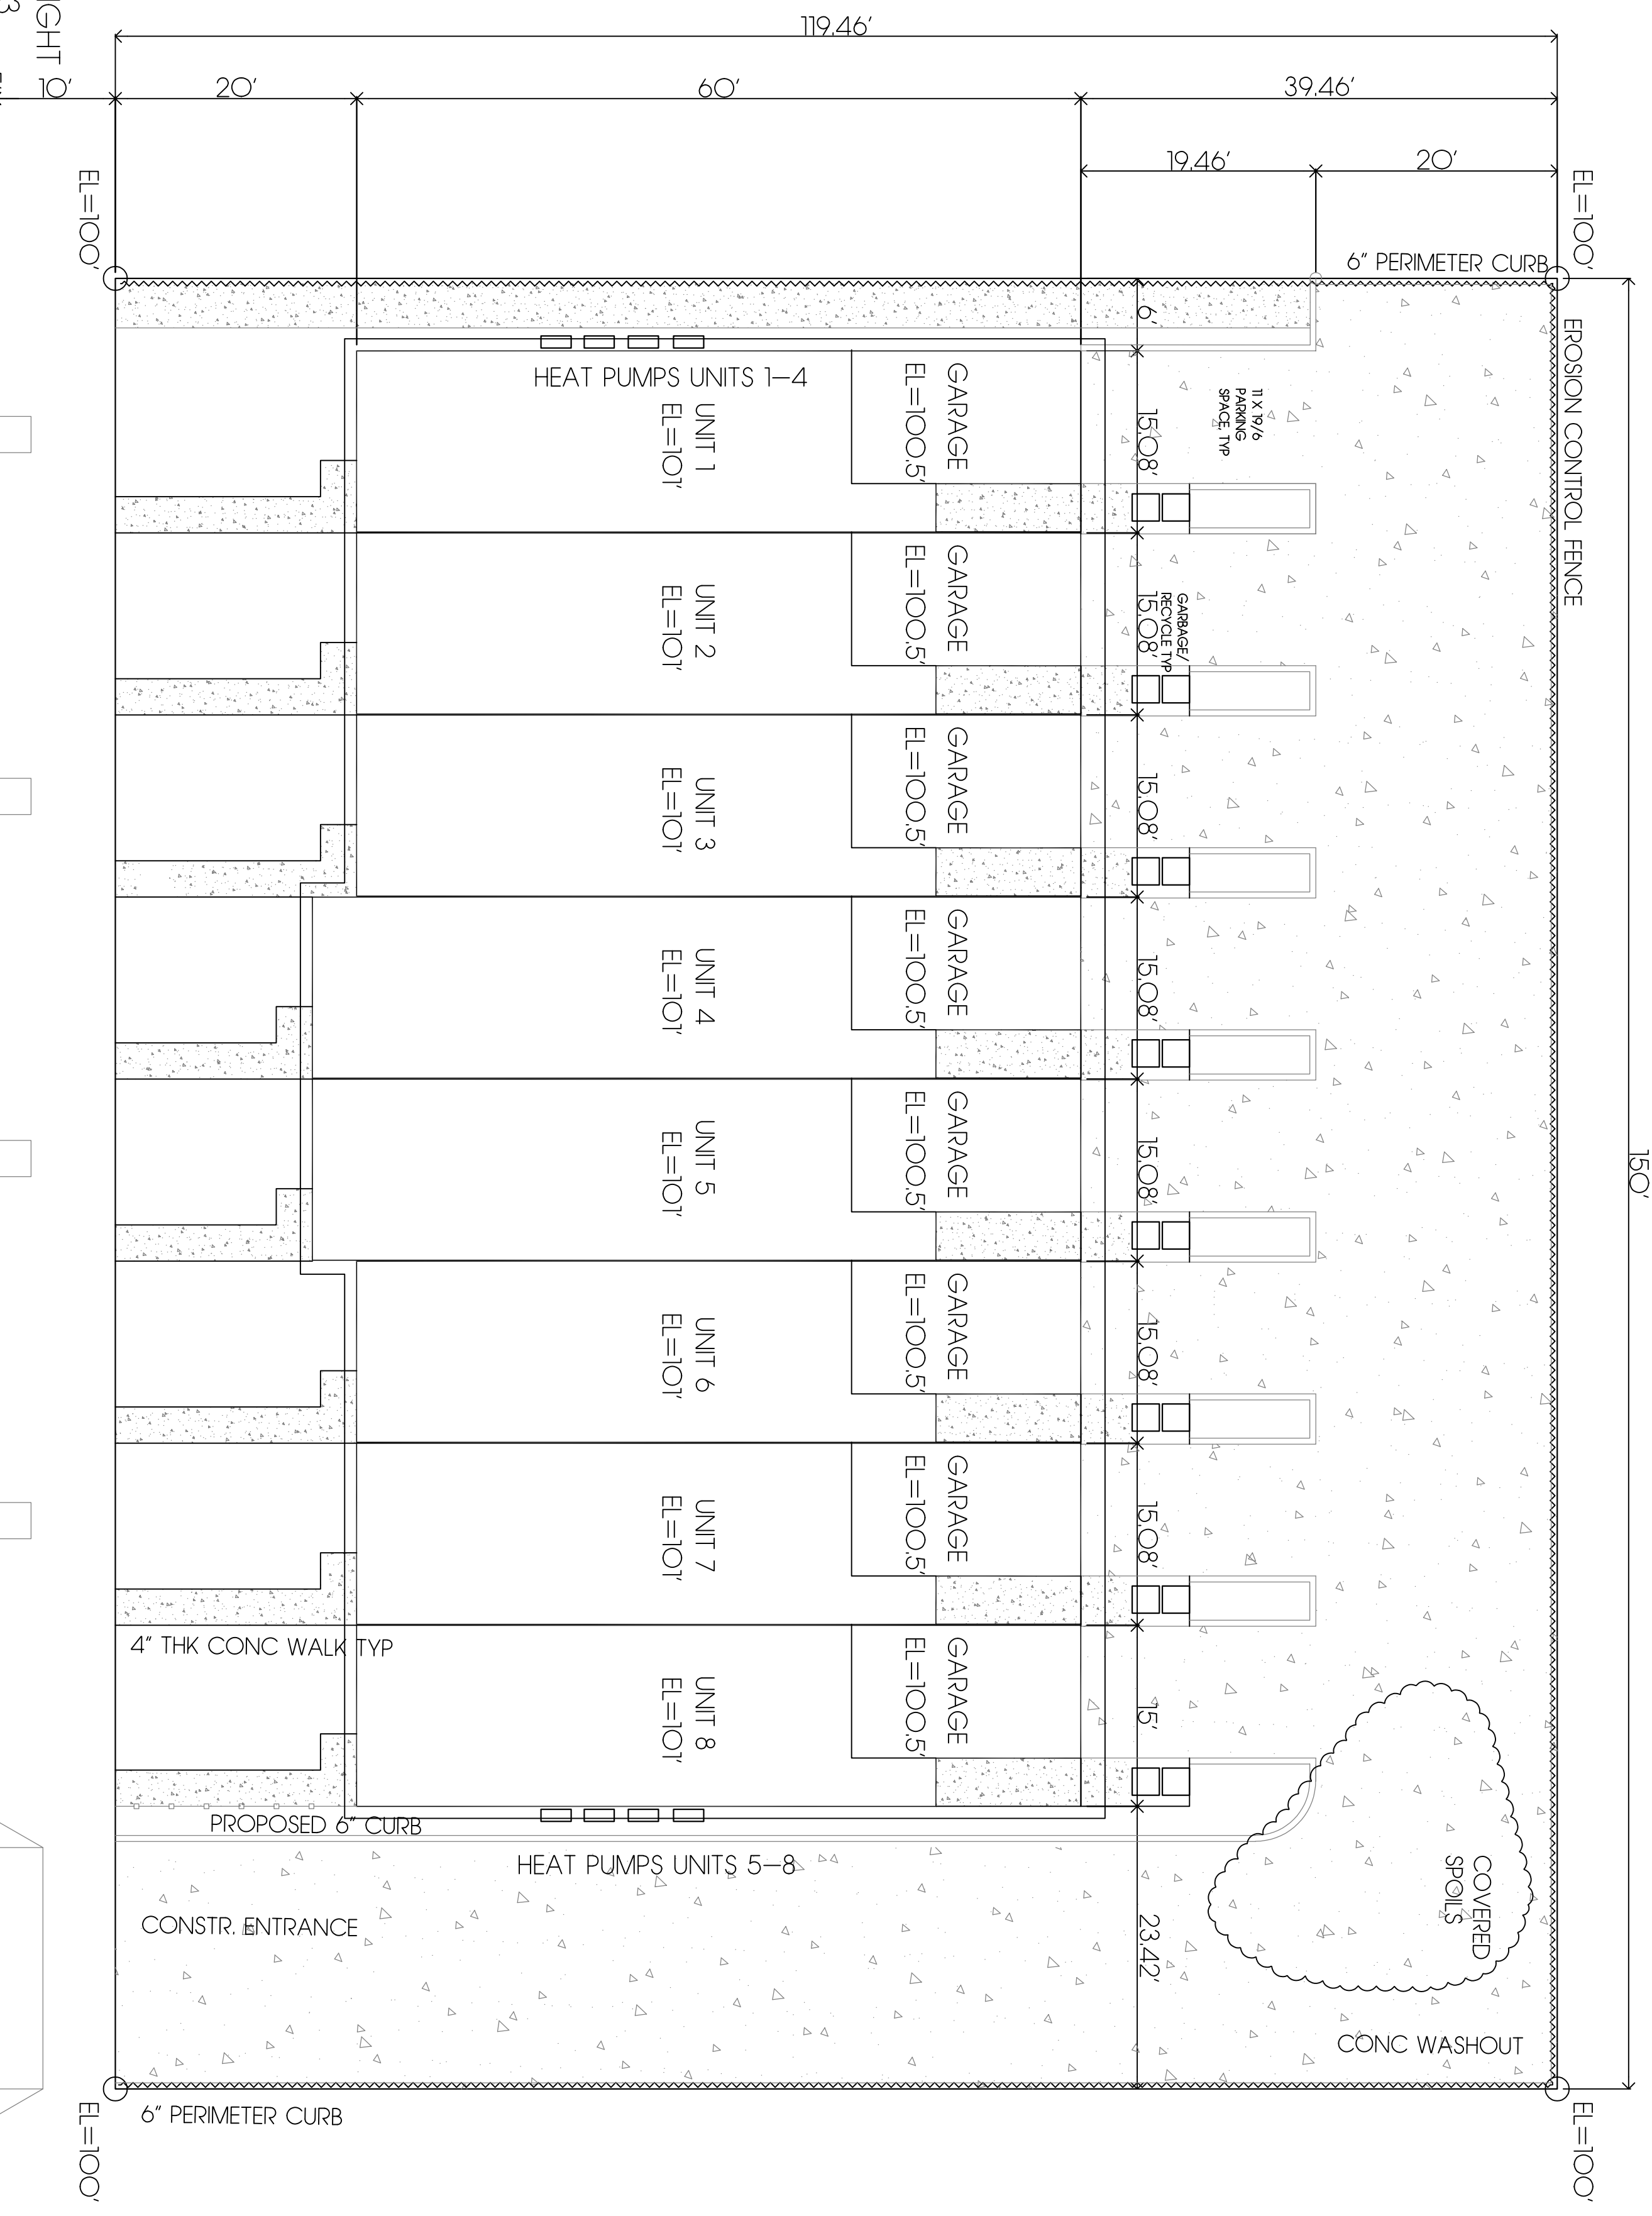 IGHT
3
119.46'
10'
20'
60'
39.46'
19.46'
20'
EL=100'
EL=100'
6" PERIMETER CURB
EROSION CONTROL FENCE
6'
HEAT PUMPS UNITS 1-4
UNIT 1
EL=101'
GARAGE
EL=100.5'
15.08'
11 X 19/6
PARKING
SPACE, TYP
UNIT 2
EL=101'
GARAGE
EL=100.5'
15.08'
GARBAGE/
RECYCLE TYP
UNIT 3
EL=101'
GARAGE
EL=100.5'
15.08'
UNIT 4
EL=101'
GARAGE
EL=100.5'
15.08'
150'
UNIT 5
EL=101'
GARAGE
EL=100.5'
15.08'
UNIT 6
EL=101'
GARAGE
EL=100.5'
15.08'
UNIT 7
EL=101'
GARAGE
EL=100.5'
15.08'
4" THK CONC WALK TYP
UNIT 8
EL=101'
GARAGE
EL=100.5'
15'
PROPOSED 6" CURB
HEAT PUMPS UNITS 5-8
COVERED
SPOILS
CONSTR. ENTRANCE
23.42'
CONC WASHOUT
6" PERIMETER CURB
EL=100'
EL=100'